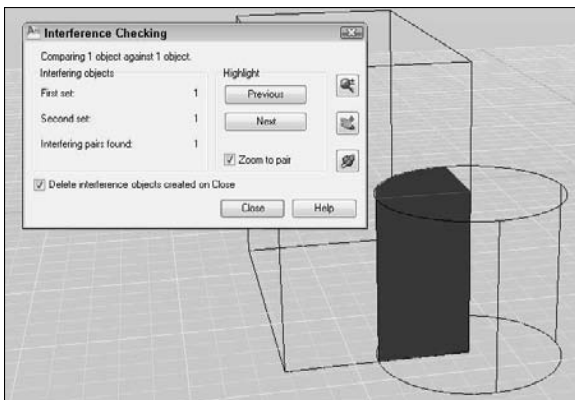 Interference Checking
Comparing 1 object against 1 object.
Interfering objects
First set: 1
Second set: 1
Interfering pairs found: 1
Highlight
Previous
Next
Zoom to pair
Delete interference objects created on Close
Close
Help